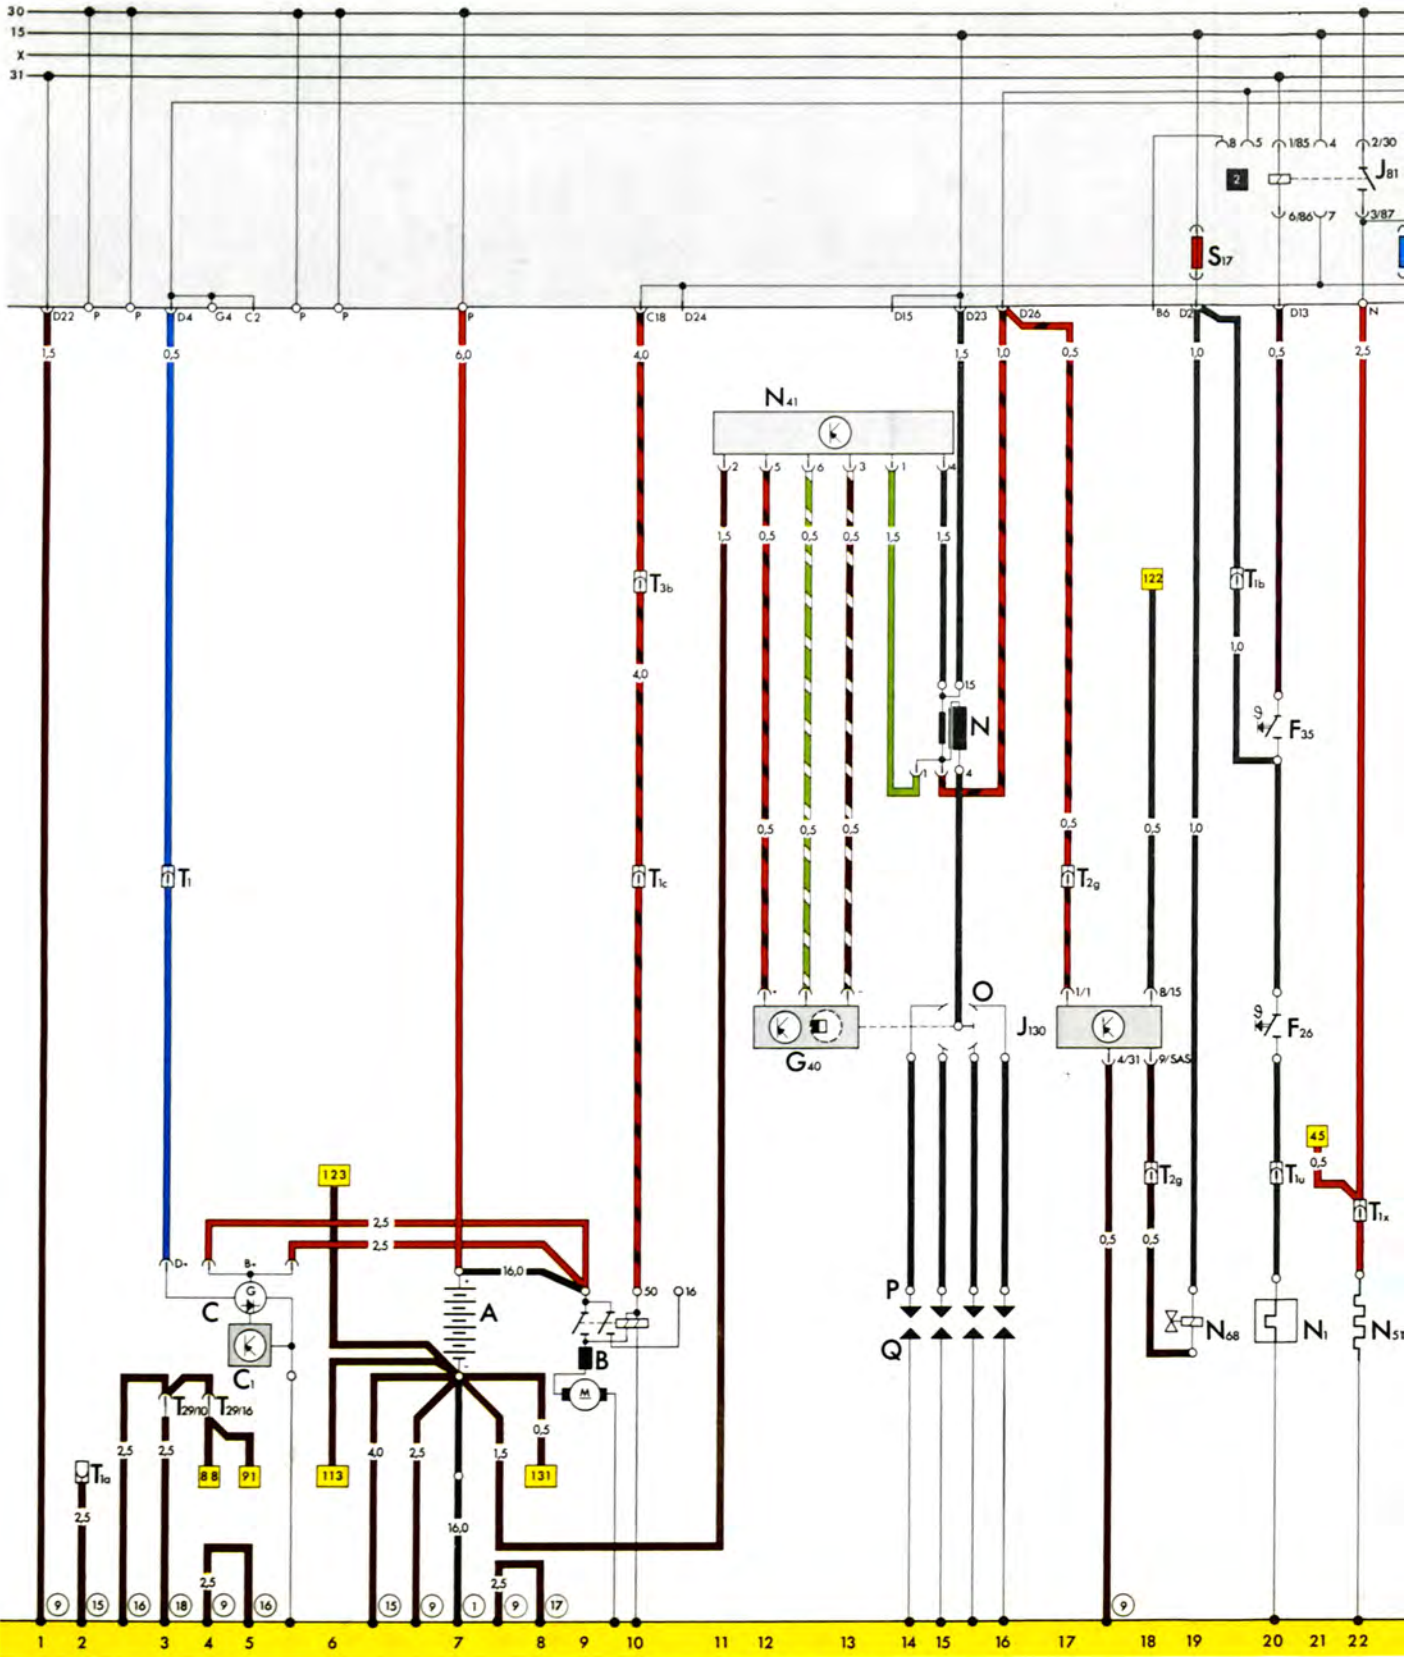 30
15
X
31
8 5 1/85 4 2/30
2
J81
6/86 7 3/87
S17
D22 P P D4 G4 C2 P P P C18 D24 D15 D23 D26 B6 D13 N
1,5 0,5 6,0 4,0 1,5 1,0 0,5 1,0 0,5 2,5
N41
2 5 6 3 1 4
1,5 0,5 0,5 0,5 1,5 1,5
T3b 122 T1b
4,0 1,0
15
N F35
1 4
0,5 0,5 0,5 0,5 0,5 1,0
T1 T1c T2g
+ - O 1/1 8/15
J130 F26
G40 4/31 9/SAS
45
0,5
123 T2g T1u
T1x
2,5
2,5 0,5 0,5
D+ B+ 16,0
G + 50 16 P
C A N68 N1 N51
B Q
C1 -
M
T29/10 T29/16
2,5 2,5 4,0 2,5 1,5 0,5
T1a 88 91 113 131
2,5 16,0
2,5 2,5
9 15 16 18 9 16 15 9 1 9 17 9
1 2 3 4 5 6 7 8 9 10 11 12 13 14 15 16 17 18 19 20 21 22